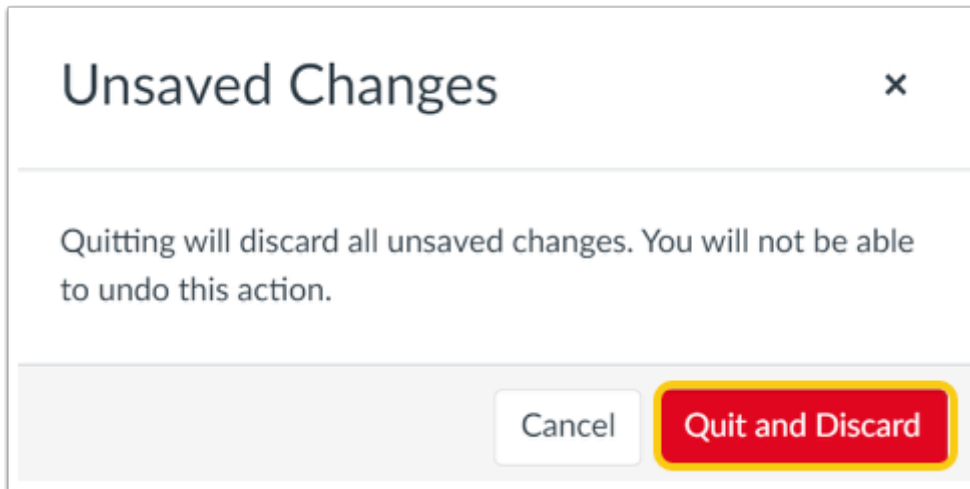 Unsaved Changes
Quitting will discard all unsaved changes. You will not be able
to undo this action.
Cancel
Quit and Discard